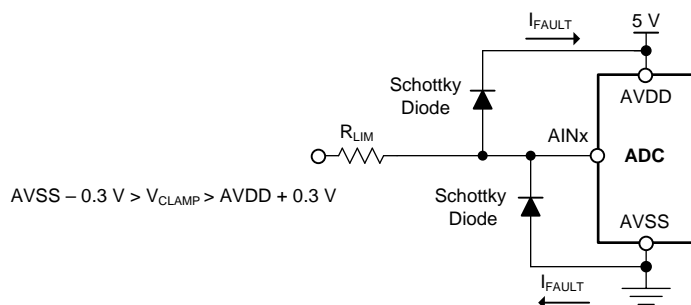 I_FAULT
5 V
Schottky
Diode
AVDD
R_LIM
AINx
ADC
AVSS – 0.3 V > V_CLAMP > AVDD + 0.3 V
Schottky
Diode
AVSS
I_FAULT